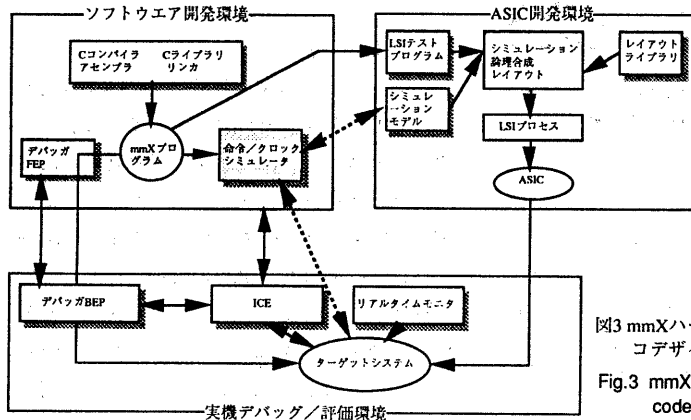 ソフトウエア開発環境
Cコンパイラ Cライブラリ
アセンブラ リンカ
デバッガ
FEP
mmXプロ
グラム
命令/クロック
シミュレータ
ASIC開発環境
LSIテスト
プログラム
シミュレーション
論理合成
レイアウト
レイアウト
ライブラリ
シミュレ
ーション
モデル
LSIプロセス
ASIC
デバッガBEP
ICE
リアルタイムモニタ
ターゲットシステム
実機デバッグ/評価環境
図3 mmXハー
コデザイ
Fig.3 mmX
code